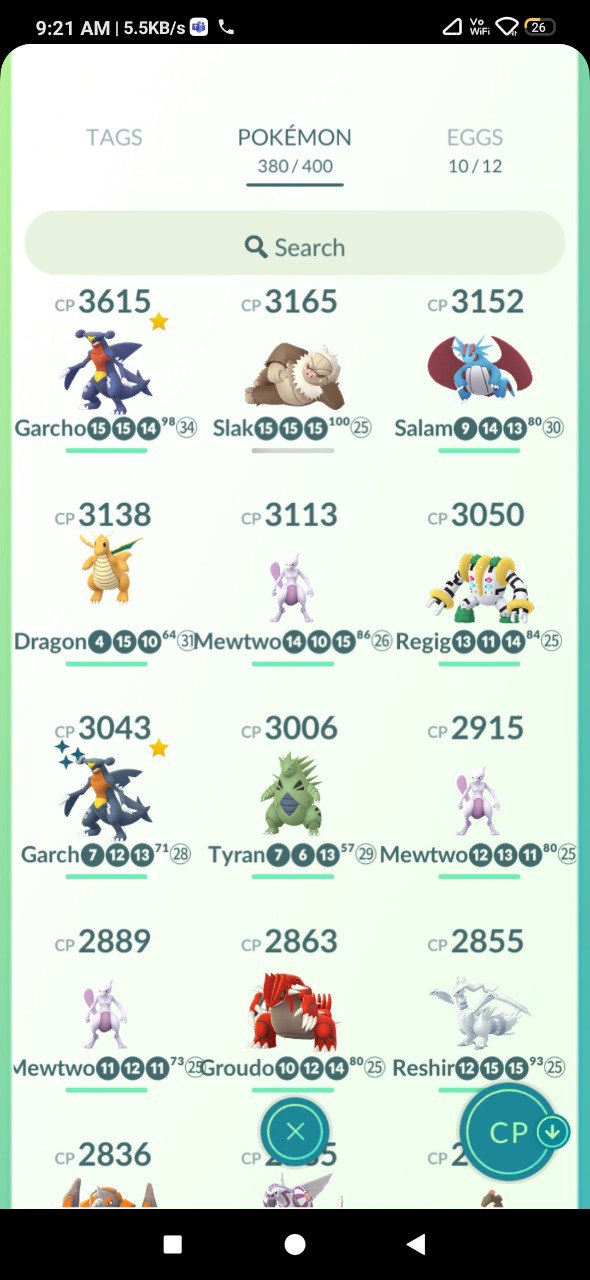 9:21 AM | 5.5KB/s Vo WiFi 26
TAGS POKÉMON EGGS
380 / 400 10 / 12
Search
CP 3615 CP 3165 CP 3152
Garcho 15 15 14 98 34 Slak 15 15 15 100 25 Salam 9 14 13 80 30
CP 3138 CP 3113 CP 3050
Dragon 4 15 10 64 31 Mewtwo 14 10 15 86 26 Regig 13 11 14 84 25
CP 3043 CP 3006 CP 2915
Garch 7 12 13 71 28 Tyran 7 6 13 57 29 Mewtwo 12 13 11 80 25
CP 2889 CP 2863 CP 2855
Mewtwo 11 12 11 73 25 Groudo 10 12 14 80 25 Reshir 12 15 15 93 25
CP
CP 2836 CP CP